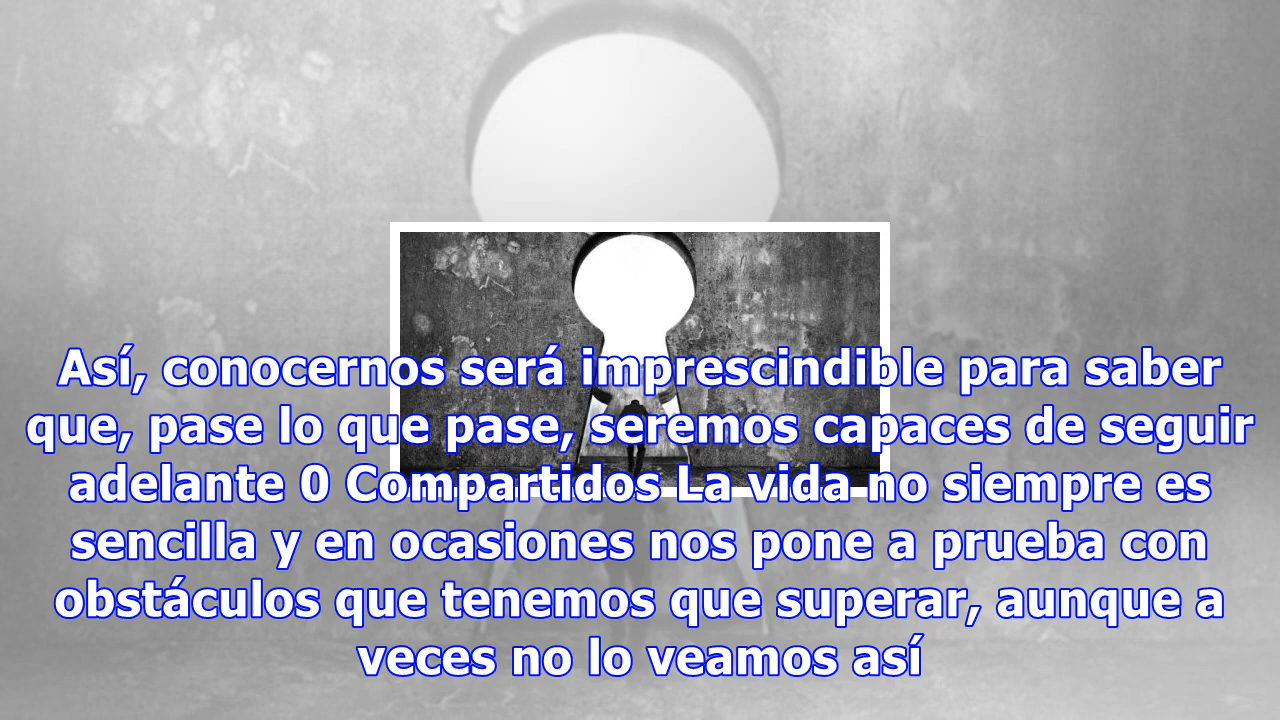 Así, conocernos será imprescindible para saber
que, pase lo que pase, seremos capaces de seguir
adelante 0 Compartidos La vida no siempre es
sencilla y en ocasiones nos pone a prueba con
obstáculos que tenemos que superar, aunque a
veces no lo veamos así